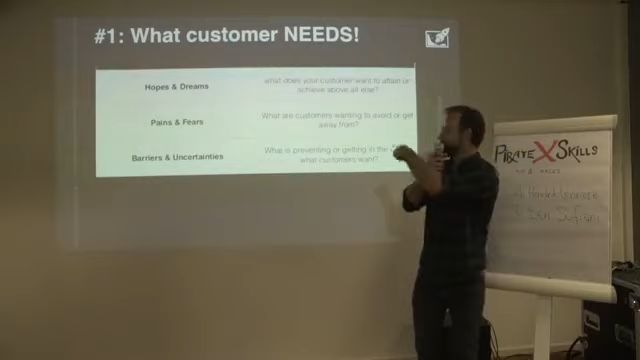 #1: What customer NEEDS!
Hopes & Dreams
what does your customer want to attain or
achieve above all else?
Pains & Fears
What are customers wanting to avoid or get
away from?
Barriers & Uncertainties
What is preventing or getting in the
what customers want?
PIRATE X SKILLS
& Ben Sufiani